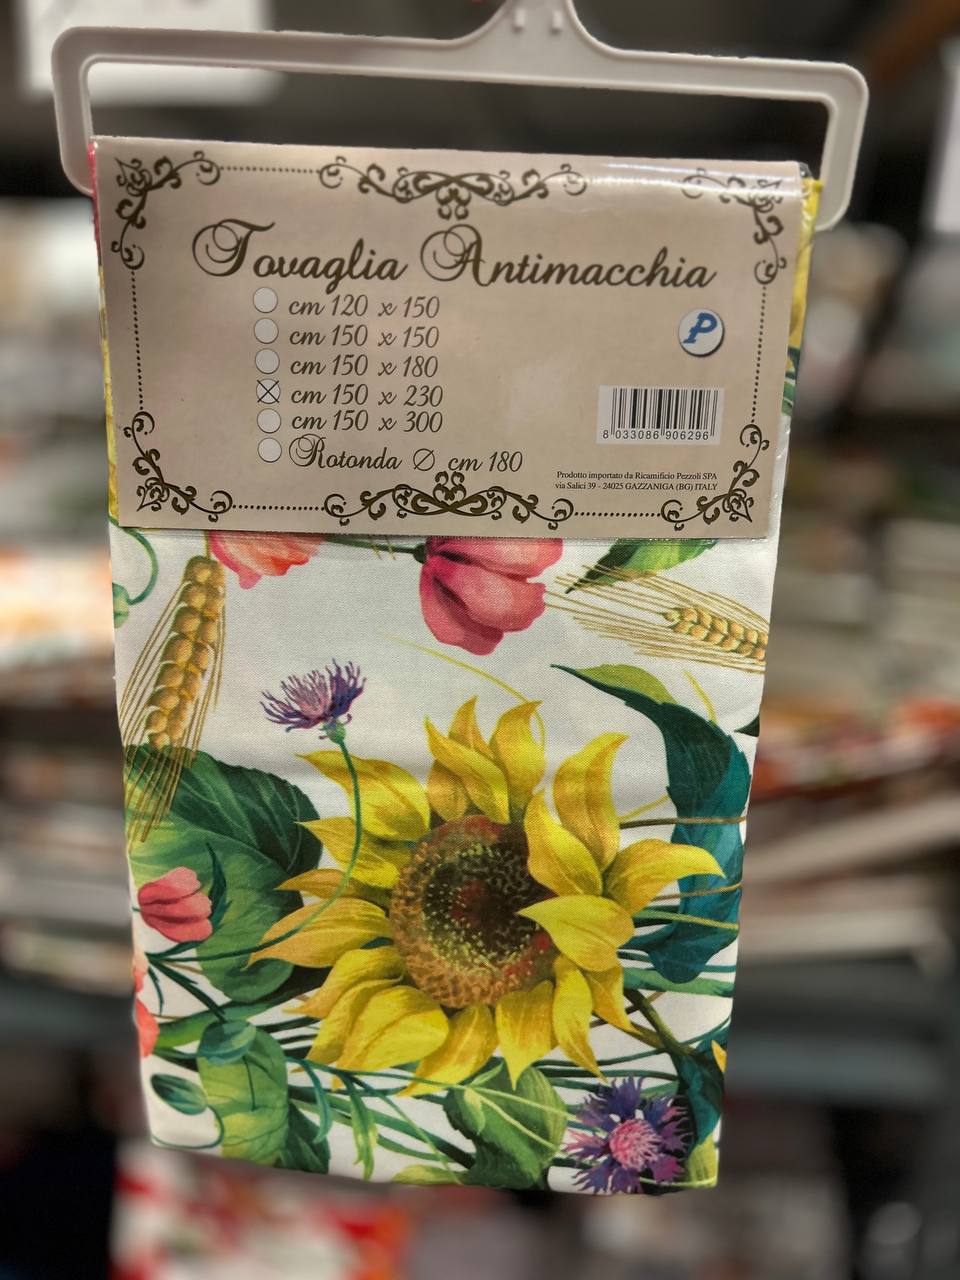 Tovaglia Antimacchia
cm 120 x 150
cm 150 x 150
cm 150 x 180
cm 150 x 230
cm 150 x 300
Rotonda ∅ cm 180
P
8 033086 906296
Prodotto importato da Ricamificio Pezzoli SPA
via Salici 39 - 24025 GAZZANIGA (BG) ITALY